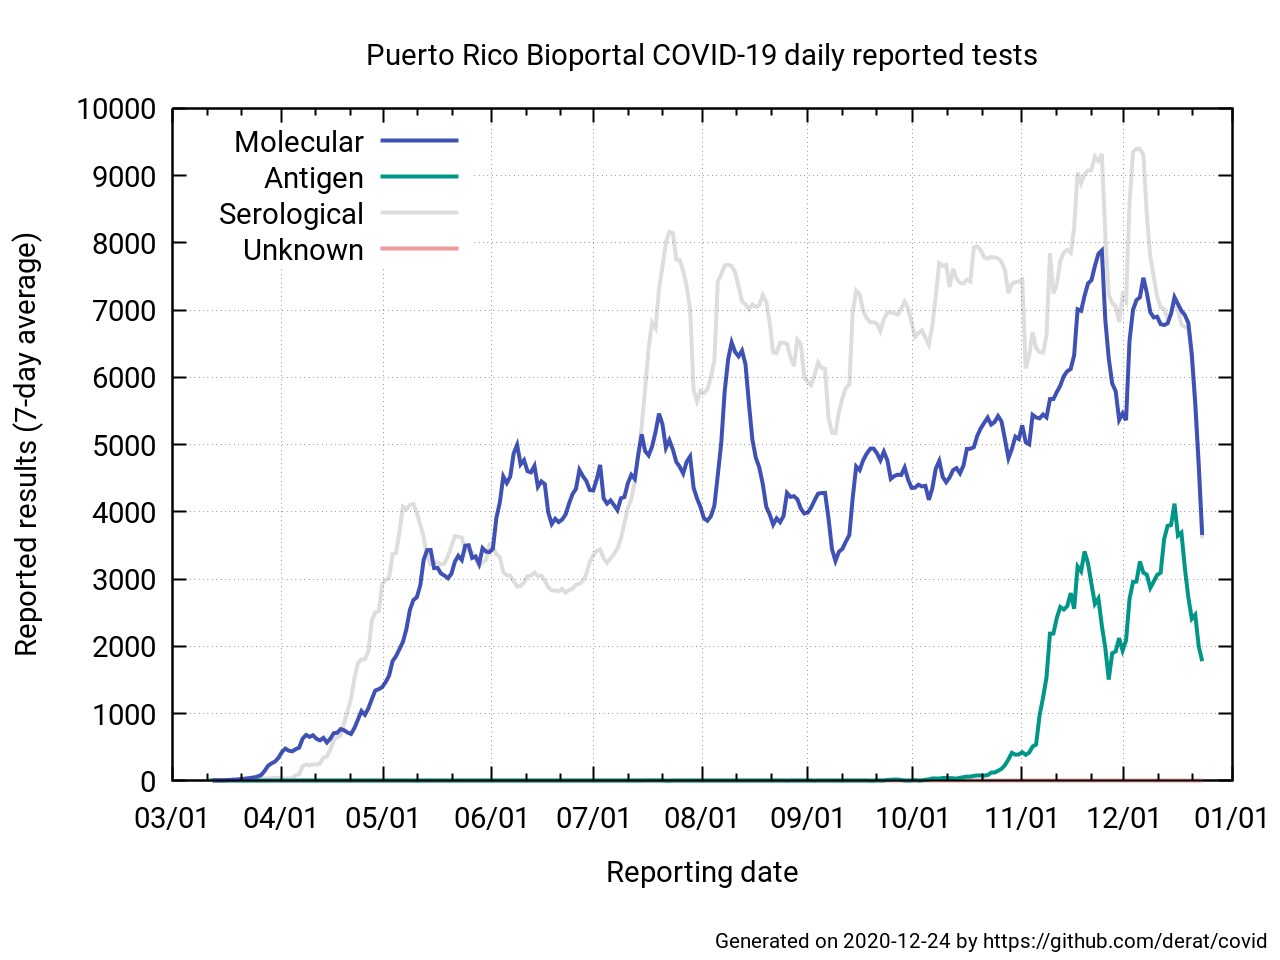 Puerto Rico Bioportal COVID-19 daily reported tests
10000
9000
8000
7000
6000
5000
4000
3000
2000
1000
0
Molecular
Antigen
Serological
Unknown
Reported results (7-day average)
03/01 04/01 05/01 06/01 07/01 08/01 09/01 10/01 11/01 12/01 01/01
Reporting date
Generated on 2020-12-24 by https://github.com/derat/covid